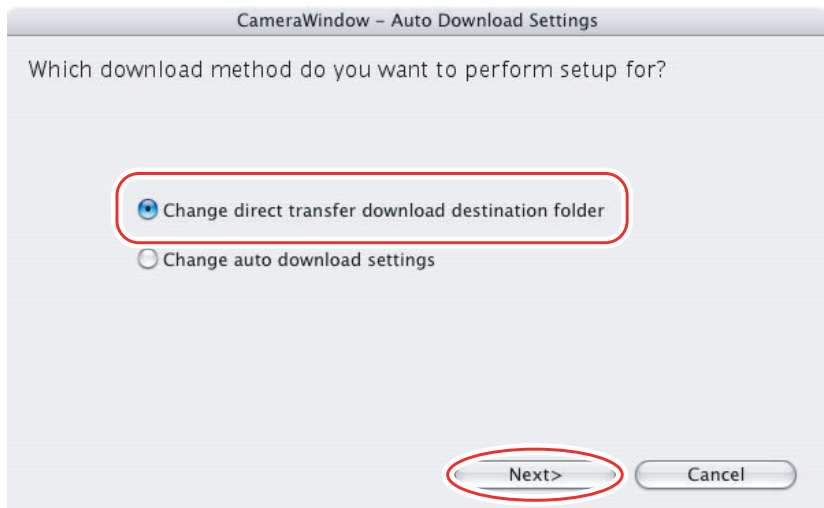 CameraWindow – Auto Download Settings
Which download method do you want to perform setup for?
Change direct transfer download destination folder
Change auto download settings
Next>
Cancel